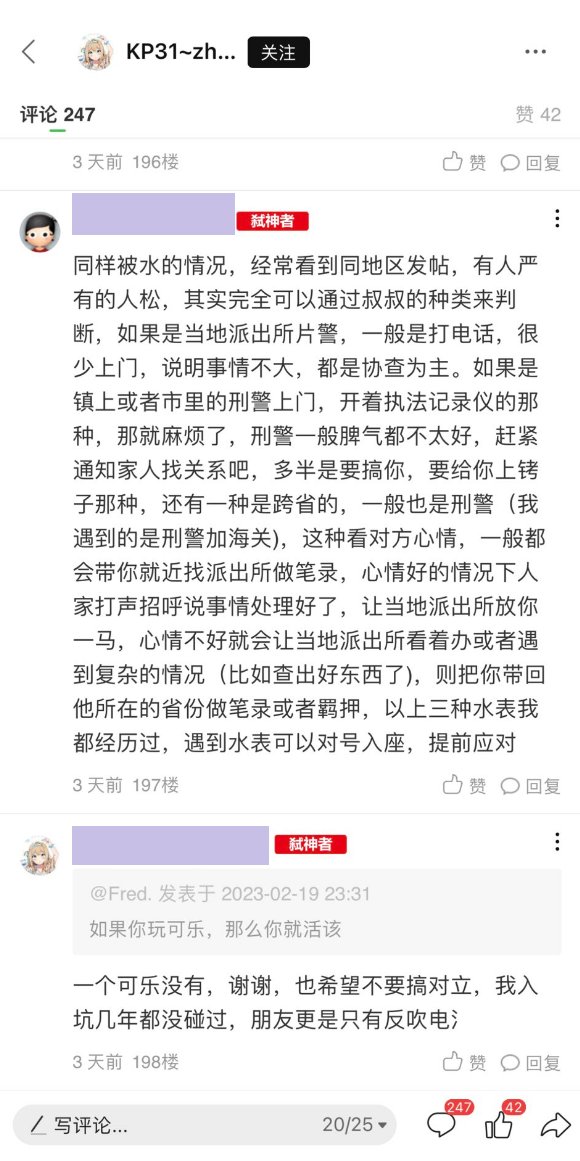 KP31~zh...
关注
评论 247
赞 42
3 天前 196楼
赞 回复
弑神者
同样被水的情况，经常看到同地区发帖，有人严
有的人松，其实完全可以通过叔叔的种类来判
断，如果是当地派出所片警，一般是打电话，很
少上门，说明事情不大，都是协查为主。如果是
镇上或者市里的刑警上门，开着执法记录仪的那
种，那就麻烦了，刑警一般脾气都不太好，赶紧
通知家人找关系吧，多半是要搞你，要给你上铐
子那种，还有一种是跨省的，一般也是刑警（我
遇到的是刑警加海关)，这种看对方心情，一般都
会带你就近找派出所做笔录，心情好的情况下人
家打声招呼说事情处理好了，让当地派出所放你
一马，心情不好就会让当地派出所看着办或者遇
到复杂的情况（比如查出好东西了)，则把你带回
他所在的省份做笔录或者羁押，以上三种水表我
都经历过，遇到水表可以对号入座，提前应对
3 天前 197楼
赞 回复
弑神者
@Fred. 发表于 2023-02-19 23:31
如果你玩可乐，那么你就活该
一个可乐没有，谢谢，也希望不要搞对立，我入
坑几年都没碰过，朋友更是只有反吹电氵
3 天前 198楼
赞 回复
写评论...
20/25
247
42